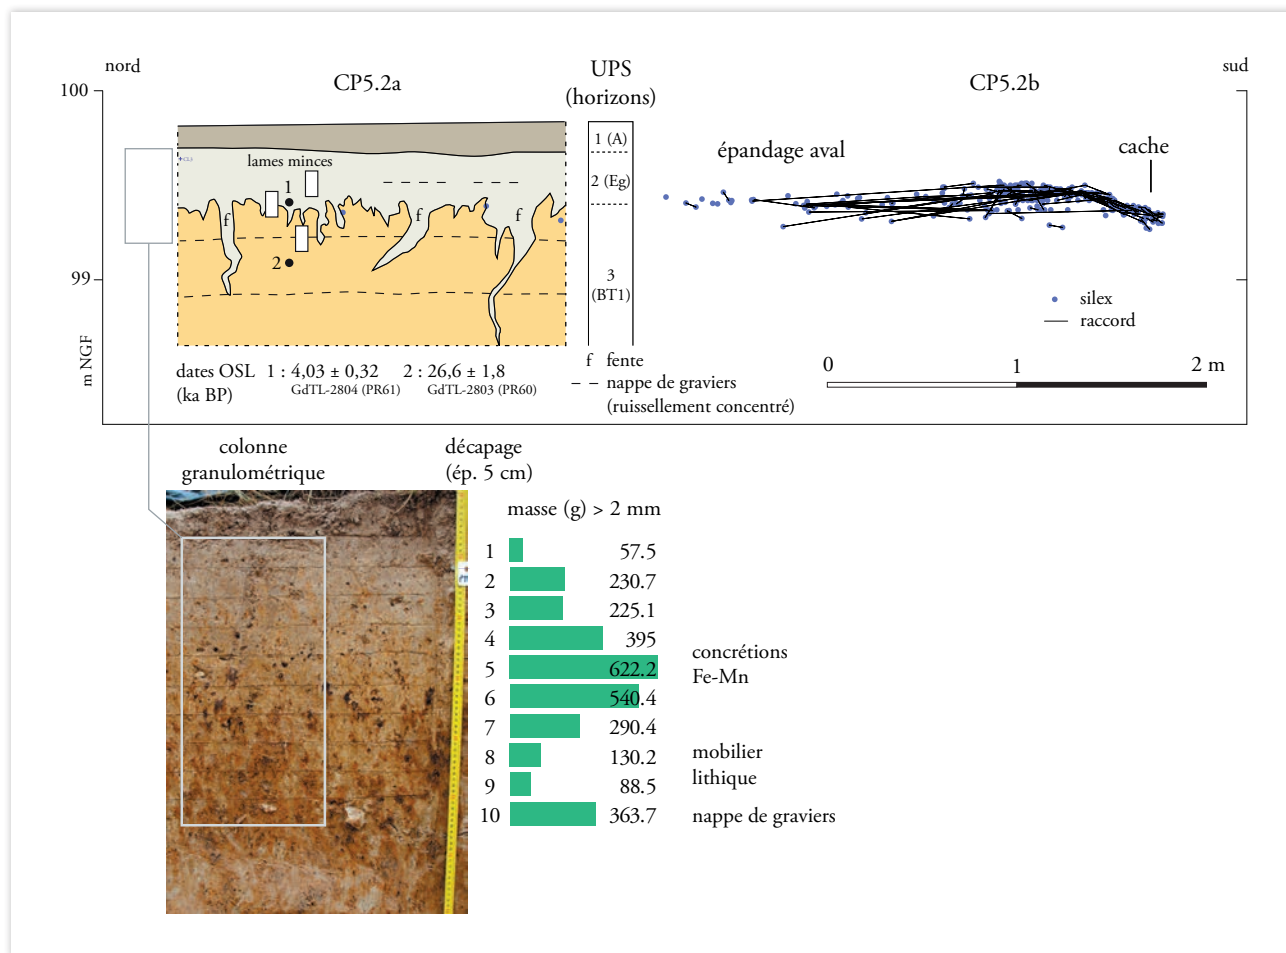 nord
CP5.2a
UPS
(horizons)
CP5.2b
sud
100
99
m NGF
lames minces
1
2
f
f
f
1 (A)
2 (Eg)
3
(BT1)
épandage aval
cache
silex
raccord
0
1
2 m
dates OSL
(ka BP)
1 : 4,03 ± 0,32
GdTL-2804 (PR61)
2 : 26,6 ± 1,8
GdTL-2803 (PR60)
f fente
nappe de graviers
(ruissellement concentré)
colonne
granulométrique
décapage
(ép. 5 cm)
masse (g) > 2 mm
1 57.5
2 230.7
3 225.1
4 395
5 622.2
6 540.4
7 290.4
8 130.2
9 88.5
10 363.7
concrétions
Fe-Mn
mobilier
lithique
nappe de graviers